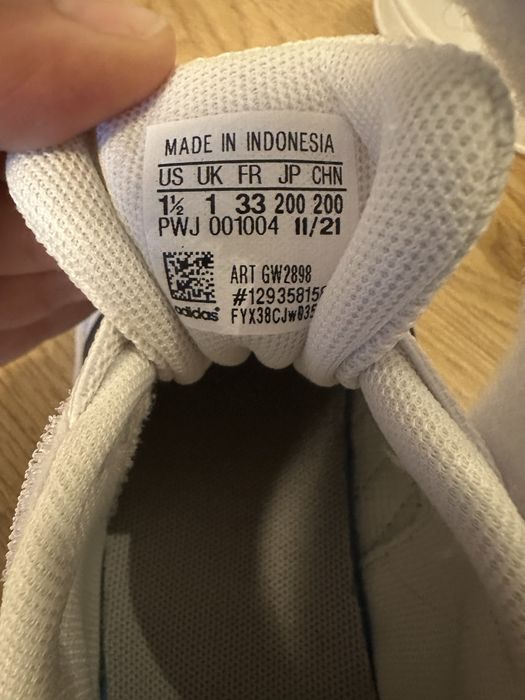 MADE IN INDONESIA
US UK FR JP CHN
1½ 1 33 200 200
PWJ 001004 11/21
ART GW2898
#12935815
adidas
FYX38CJw035